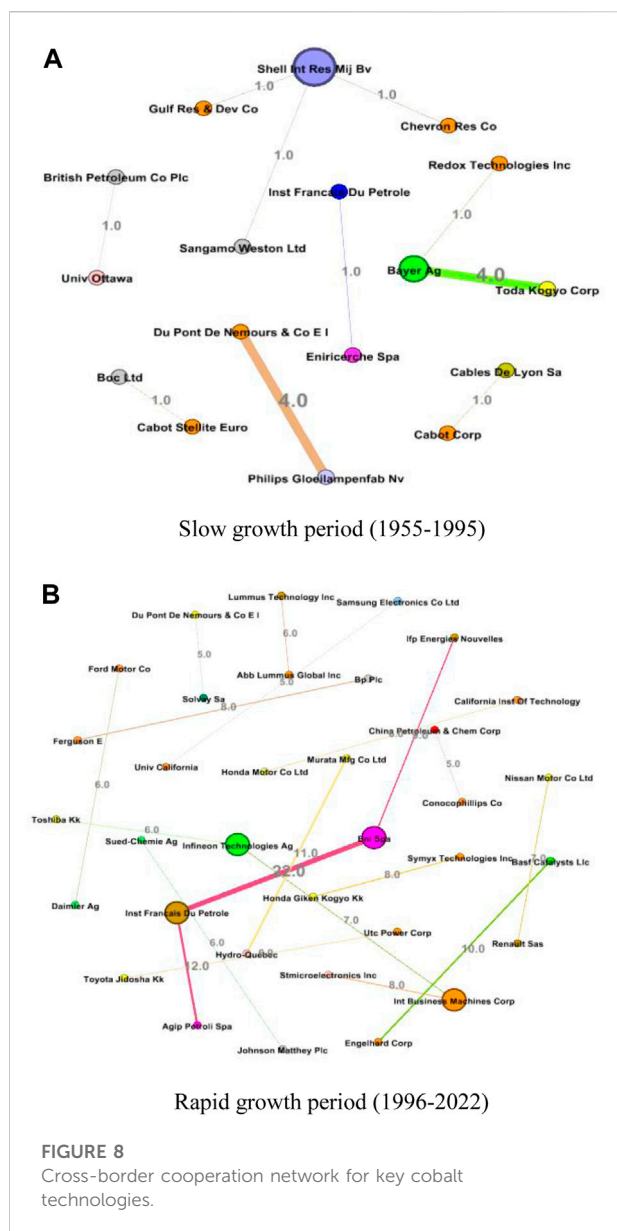 A
Shell Int Res Mij Bv
1.0
1.0
Gulf Res & Dev Co
Chevron Res Co
1.0
Redox Technologies Inc
British Petroleum Co Plc
Inst Francais Du Petrole
1.0
1.0
Sangamo Weston Ltd
1.0
Bayer Ag
4.0
Univ Ottawa
Toda Kogyo Corp
Du Pont De Nemours & Co E I
Eniricerche Spa
Boc Ltd
Cables De Lyon Sa
1.0
4.0
1.0
Cabot Stellite Euro
Cabot Corp
Philips Gloeilampenfab Nv
Slow growth period (1955-1995)
B
Lummus Technology Inc
Samsung Electronics Co Ltd
Du Pont De Nemours & Co E I
6.0
Ifp Energies Nouvelles
5.0
Ford Motor Co
Abb Lummus Global Inc
5.0
Bp Plc
Solvay Sa
8.0
California Inst Of Technology
China Petroleum & Chem Corp
Ferguson E
Murata Mfg Co Ltd
Univ California
Honda Motor Co Ltd
5.0
Nissan Motor Co Ltd
6.0
Conocophillips Co
Toshiba Kk
6.0
Eni Spa
Sued-Chemie Ag
Infineon Technologies Ag
11.0
Symyx Technologies Inc
7.0
Basf Catalysts Llc
22.0
8.0
Daimler Ag
Honda Giken Kogyo Kk
Inst Francais Du Petrole
7.0
Utc Power Corp
6.0
Renault Sas
Hydro-Quebec
10.0
12.0
Stmicroelectronics Inc
Toyota Jidosha Kk
8.0
Int Business Machines Corp
Agip Petroli Spa
Johnson Matthey Plc
Engelhard Corp
Rapid growth period (1996-2022)
FIGURE 8
Cross-border cooperation network for key cobalt
technologies.